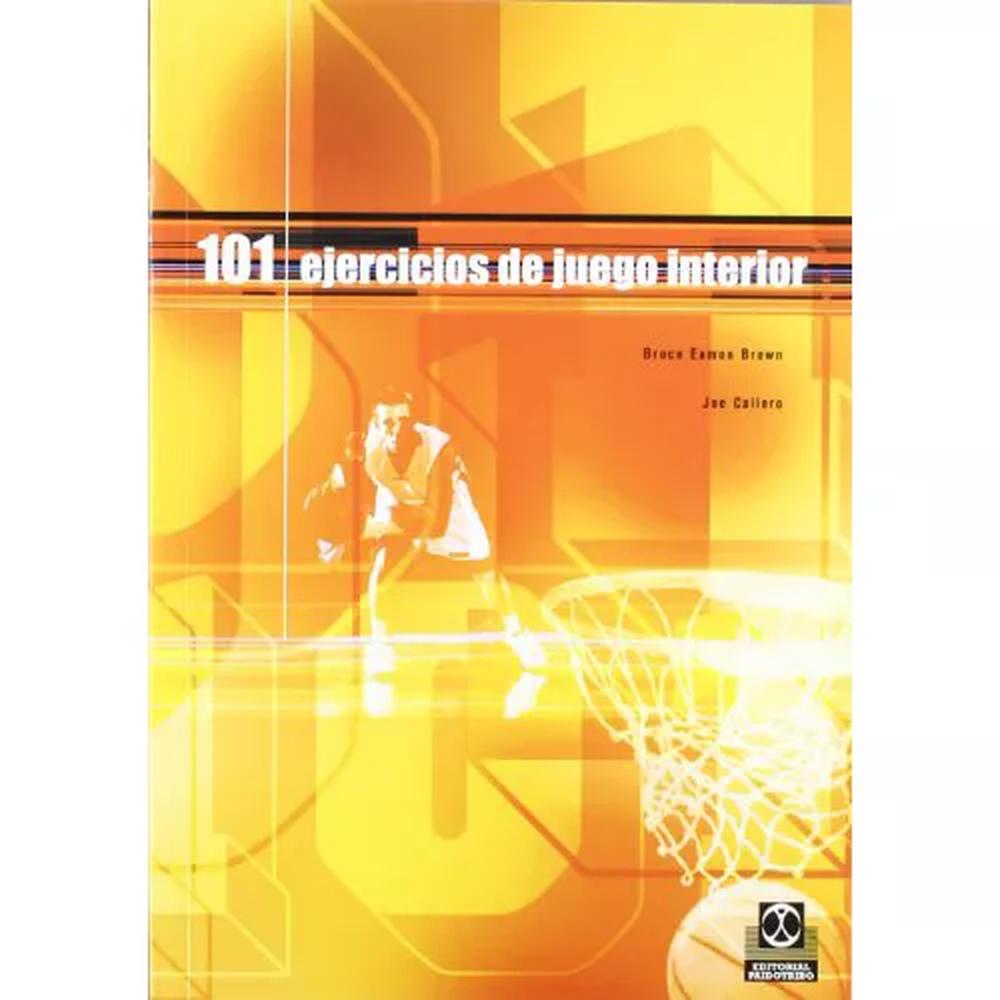 101 ejercicios de juego interior
Bruce Eamon Brown
Joe Callero
EDITORIAL
PAIDOTRIBO